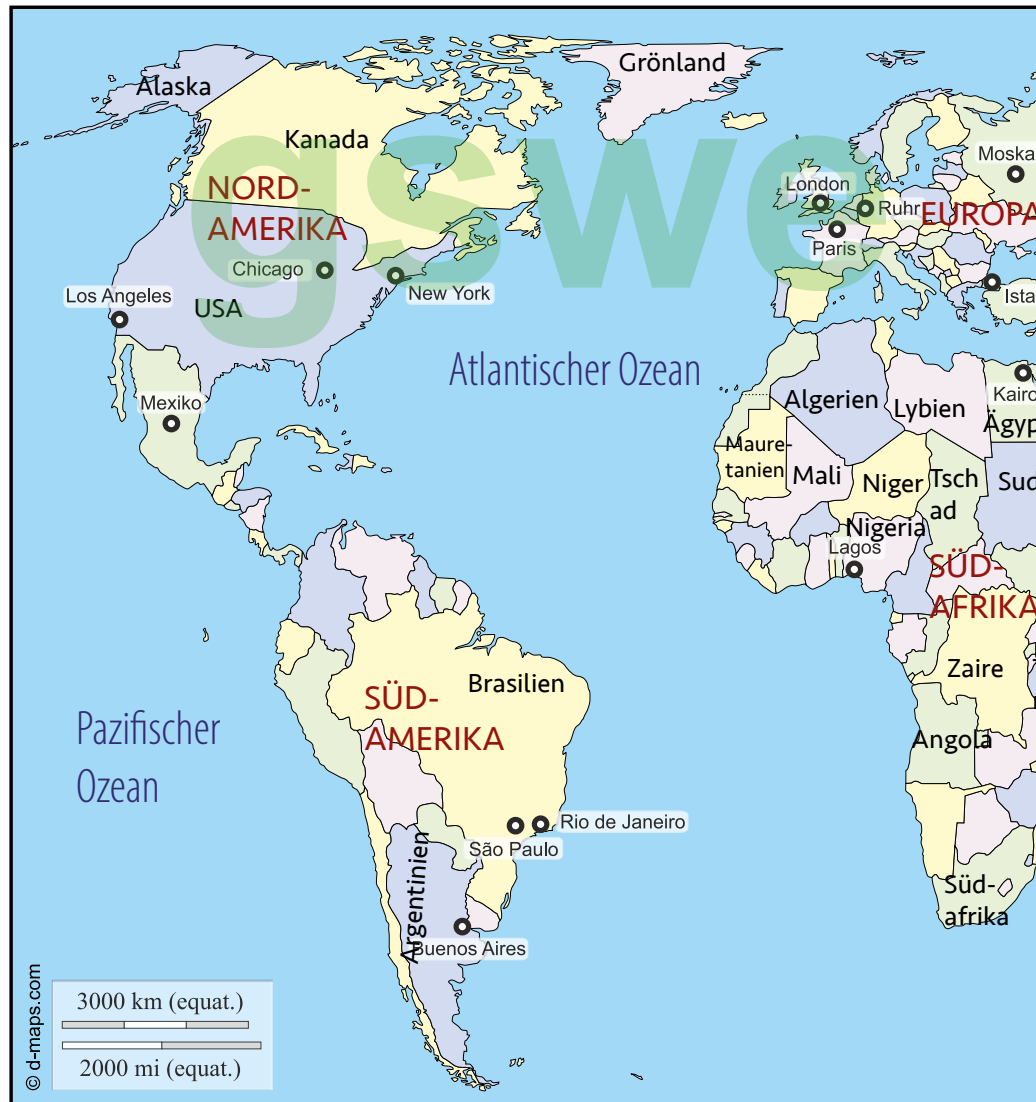 Grönland
Alaska
Kanada
gswe
NORD-
AMERIKA
Moska
London
Ruhr
EUROPA
Paris
Chicago
New York
Los Angeles
USA
Ista
Atlantischer Ozean
Mexiko
Kairo
Algerien
Lybien
Ägyp
Maure-
tanien
Mali
Niger
Tsch
ad
Sud
Nigeria
Lagos
SÜD-
AFRIKA
Zaire
Brasilien
SÜD-
AMERIKA
Pazifischer
Ozean
Angola
Rio de Janeiro
São Paulo
Argentinien
Buenos Aires
Süd-
afrika
3000 km (equat.)
2000 mi (equat.)
© d-maps.com